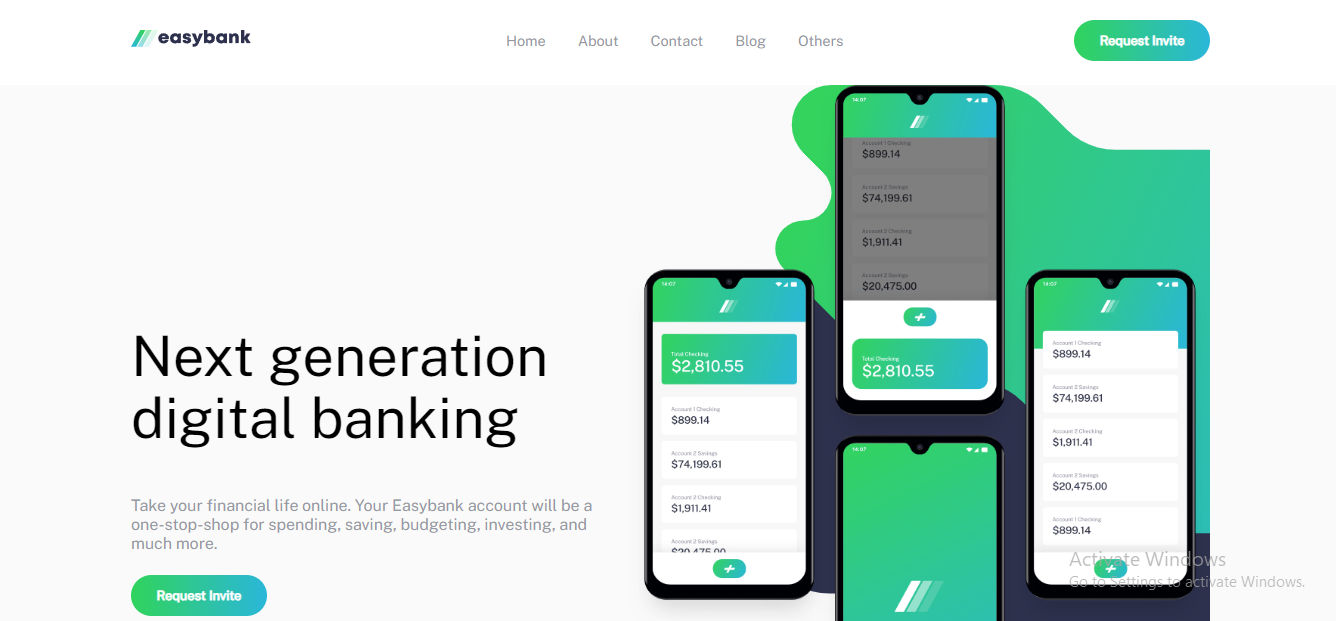 easybank
Home About Contact Blog Others
Request Invite
Next generation
digital banking
Take your financial life online. Your Easybank account will be a
one-stop-shop for spending, saving, budgeting, investing, and
much more.
Request Invite
14:07
Total Checking
$2,810.55
Account 1 Checking
$899.14
Account 2 Savings
$74,199.61
Account 2 Checking
$1,911.41
Account 2 Savings
$20,475.00
14:07
Account 1 Checking
$899.14
Account 2 Savings
$74,199.61
Account 2 Checking
$1,911.41
Account 2 Savings
$20,475.00
Total Checking
$2,810.55
14:07
14:07
Account 1 Checking
$899.14
Account 2 Savings
$74,199.61
Account 2 Checking
$1,911.41
Account 2 Savings
$20,475.00
Account 1 Checking
$899.14
Activate Windows
Go to Settings to activate Windows.